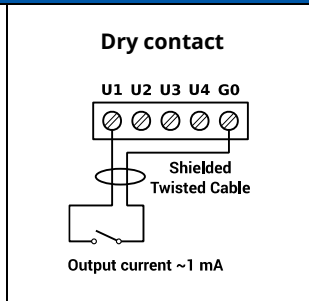 Dry contact
U1 U2 U3 U4 G0
Shielded
Twisted Cable
Output current ~1 mA